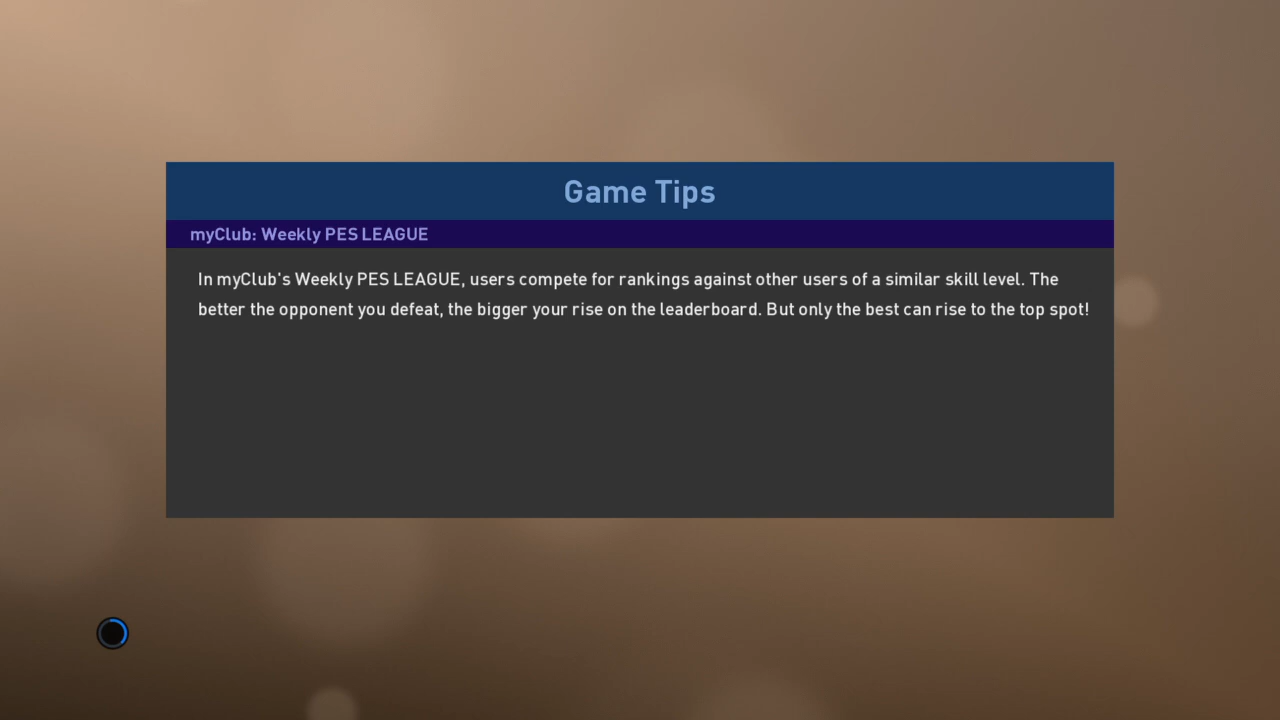 Game Tips
myClub: Weekly PES LEAGUE
In myClub's Weekly PES LEAGUE, users compete for rankings against other users of a similar skill level. The
better the opponent you defeat, the bigger your rise on the leaderboard. But only the best can rise to the top spot!